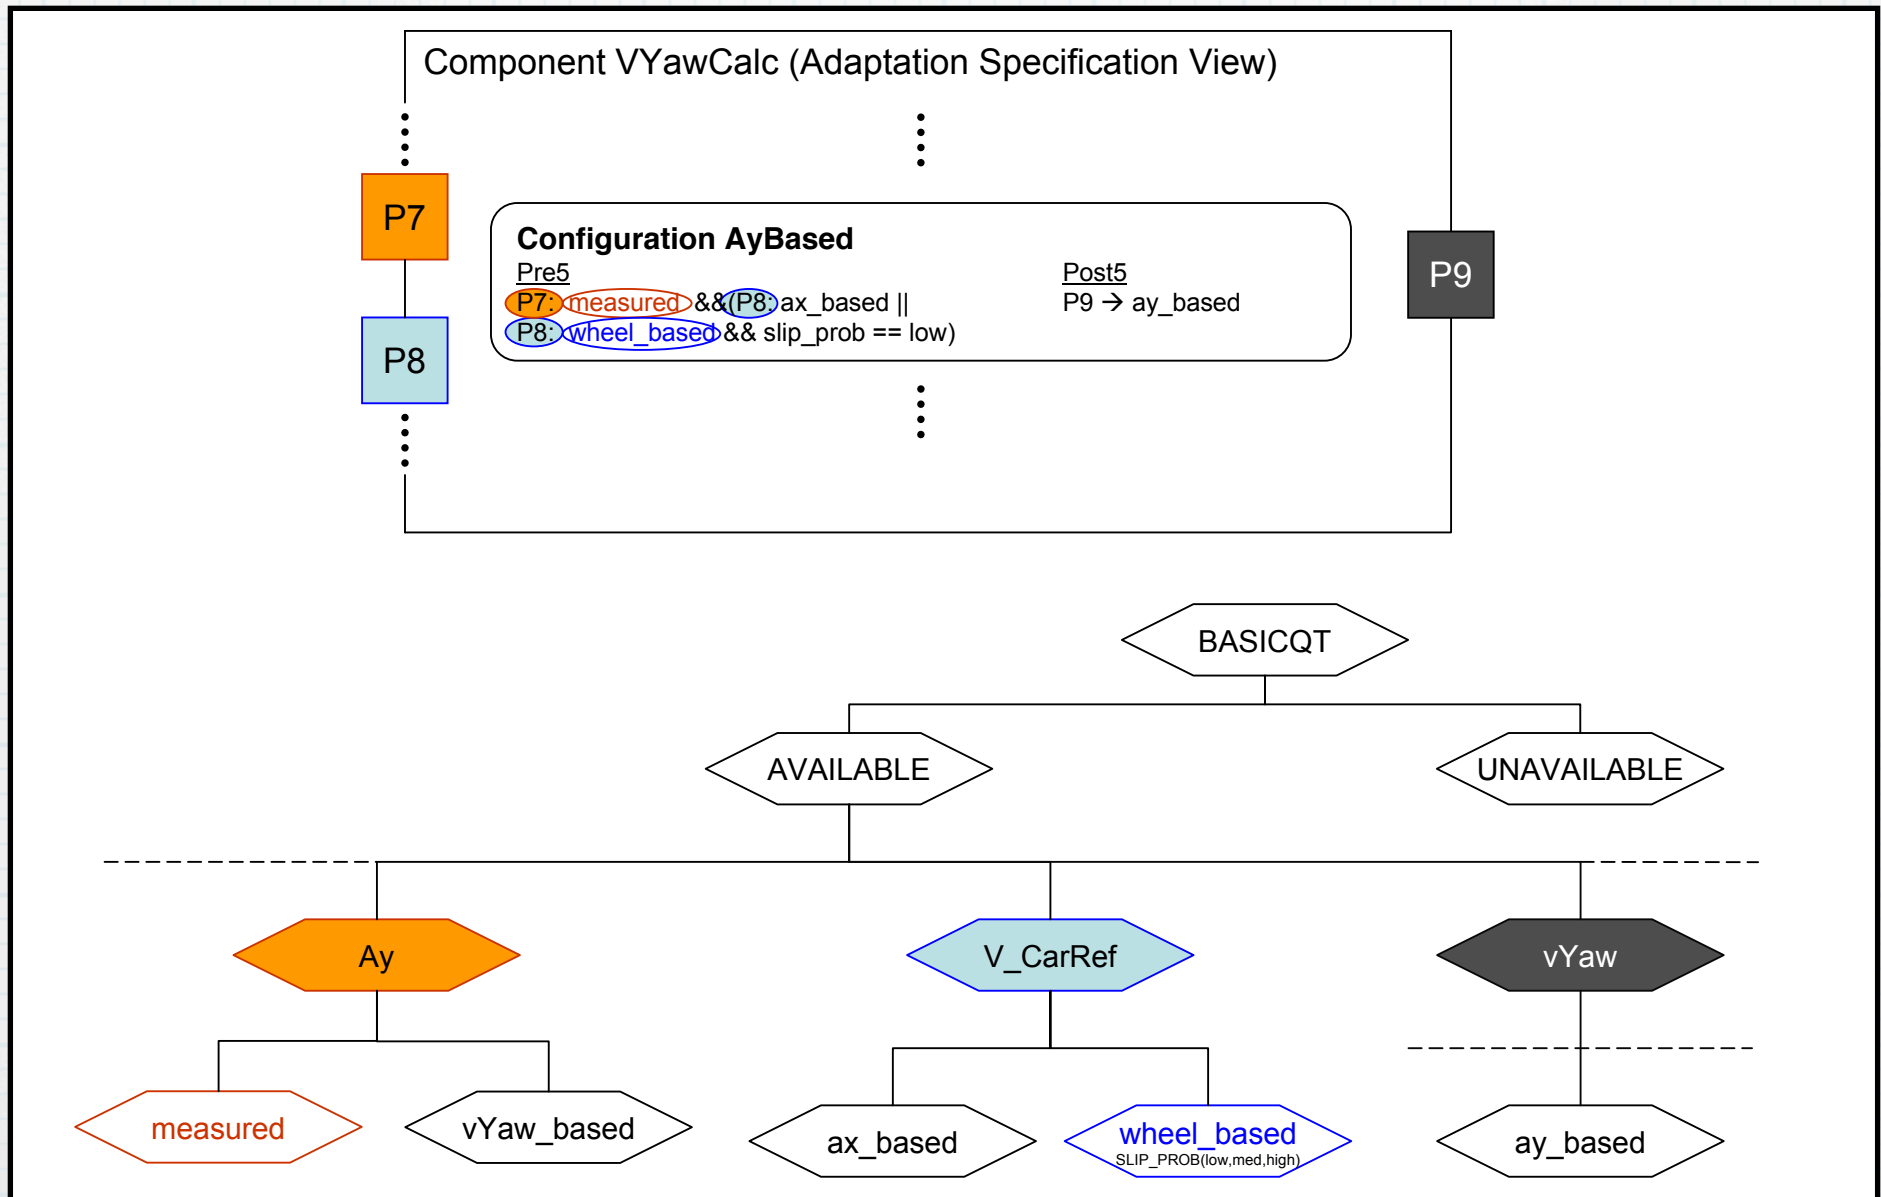 Component VYawCalc (Adaptation Specification View)
P7
P8
P9
Configuration AyBased
Pre5
P7: measured &&(P8: ax_based ||
P8: wheel_based && slip_prob == low)
Post5
P9 → ay_based
BASICQT
AVAILABLE
UNAVAILABLE
Ay
V_CarRef
vYaw
measured
vYaw_based
ax_based
wheel_based
SLIP_PROB(low,med,high)
ay_based